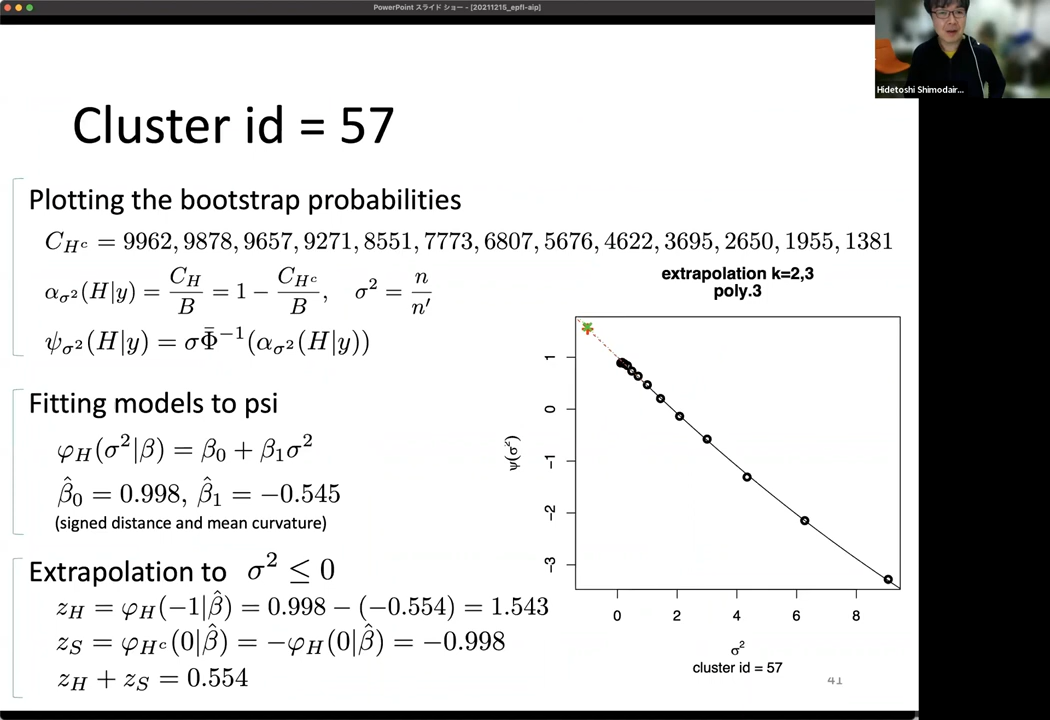 PowerPoint スライド ショー - [20211215_epfl-aip]
Hidetoshi Shimodair...
Cluster id = 57
Plotting the bootstrap probabilities
C_{H^c} = 9962, 9878, 9657, 9271, 8551, 7773, 6807, 5676, 4622, 3695, 2650, 1955, 1381
α_{σ²}(H|y) = C_H/B = 1 − C_{H^c}/B, σ² = n/n′
ψ_{σ²}(H|y) = σΦ̄⁻¹(α_{σ²}(H|y))
Fitting models to psi
φ_H(σ²|β) = β₀ + β₁σ²
β̂₀ = 0.998, β̂₁ = −0.545
(signed distance and mean curvature)
Extrapolation to σ² ≤ 0
z_H = φ_H(−1|β̂) = 0.998 − (−0.554) = 1.543
z_S = φ_{H^c}(0|β̂) = −φ_H(0|β̂) = −0.998
z_H + z_S = 0.554
extrapolation k=2,3
poly.3
ψ(σ²)
1
0
−1
−2
−3
0 2 4 6 8
σ²
cluster id = 57
41